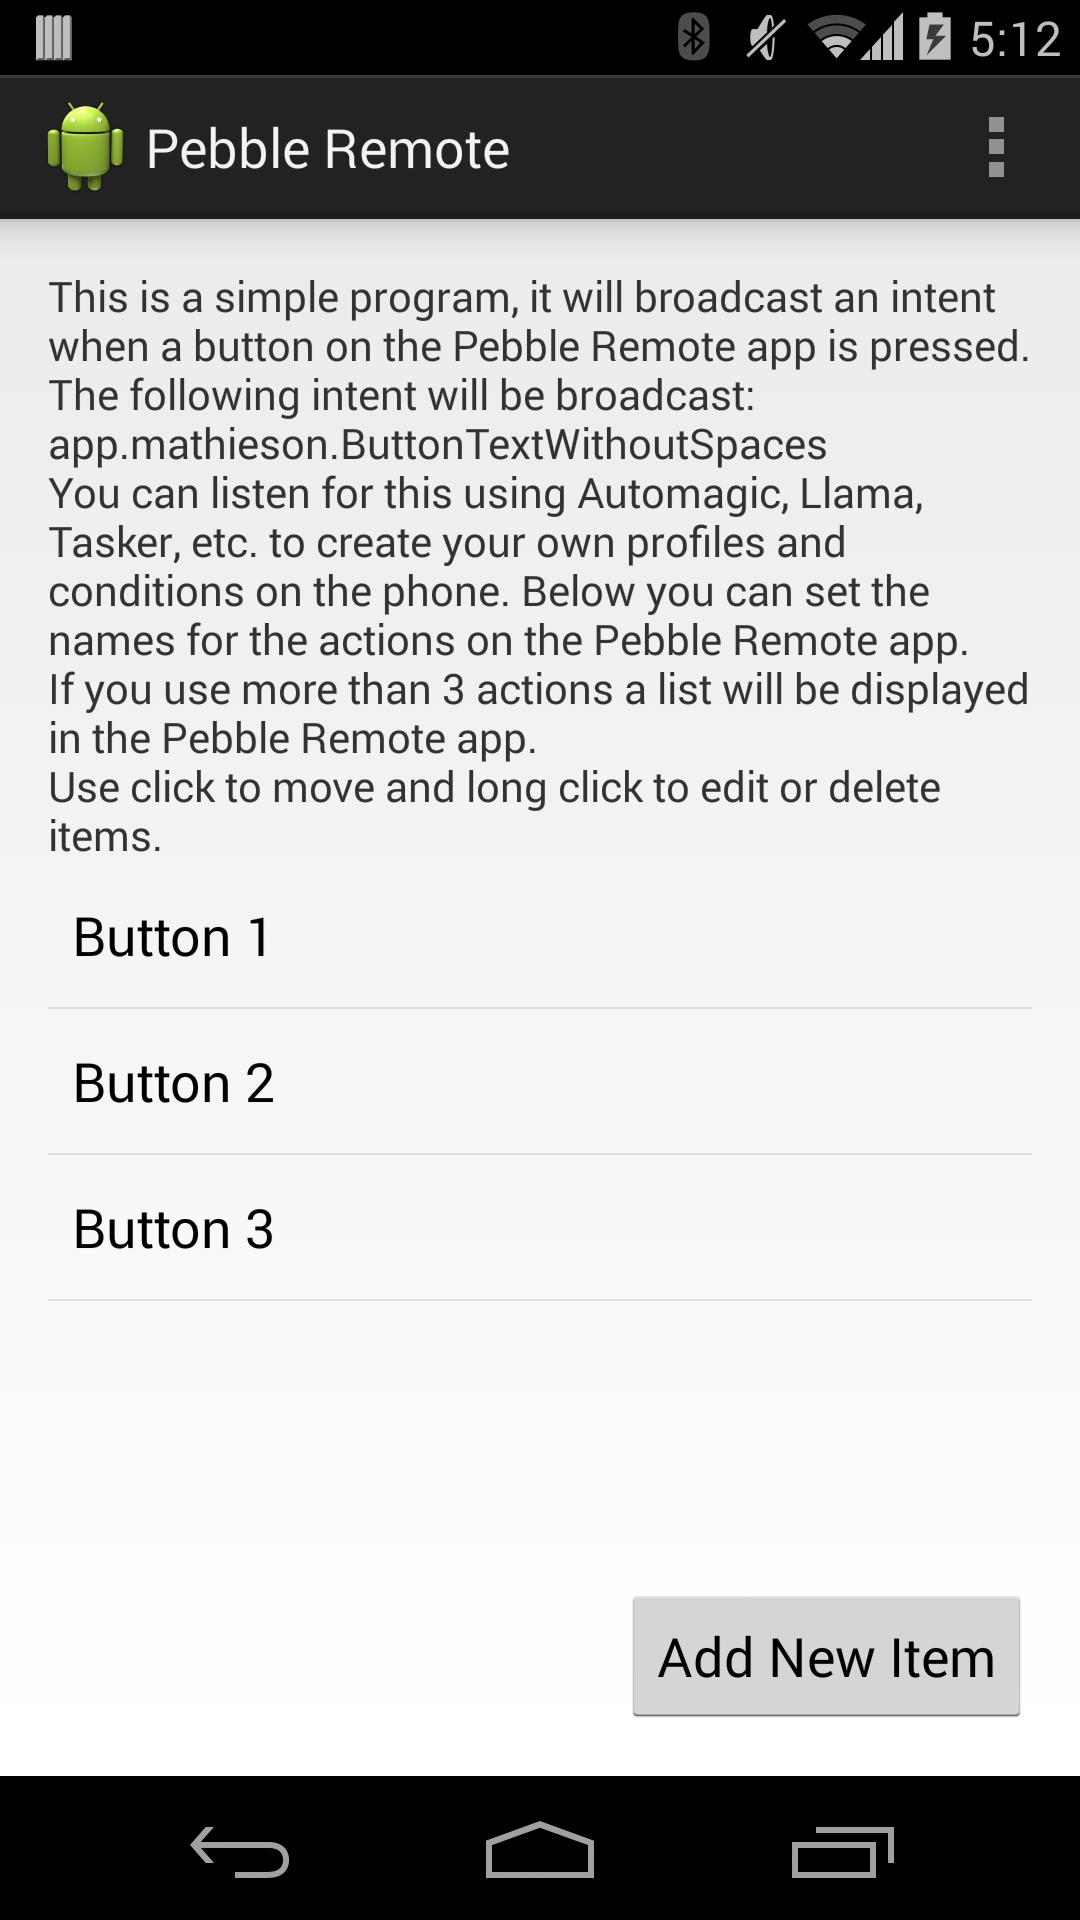 5:12
Pebble Remote
This is a simple program, it will broadcast an intent
when a button on the Pebble Remote app is pressed.
The following intent will be broadcast:
app.mathieson.ButtonTextWithoutSpaces
You can listen for this using Automagic, Llama,
Tasker, etc. to create your own profiles and
conditions on the phone. Below you can set the
names for the actions on the Pebble Remote app.
If you use more than 3 actions a list will be displayed
in the Pebble Remote app.
Use click to move and long click to edit or delete
items.
Button 1
Button 2
Button 3
Add New Item